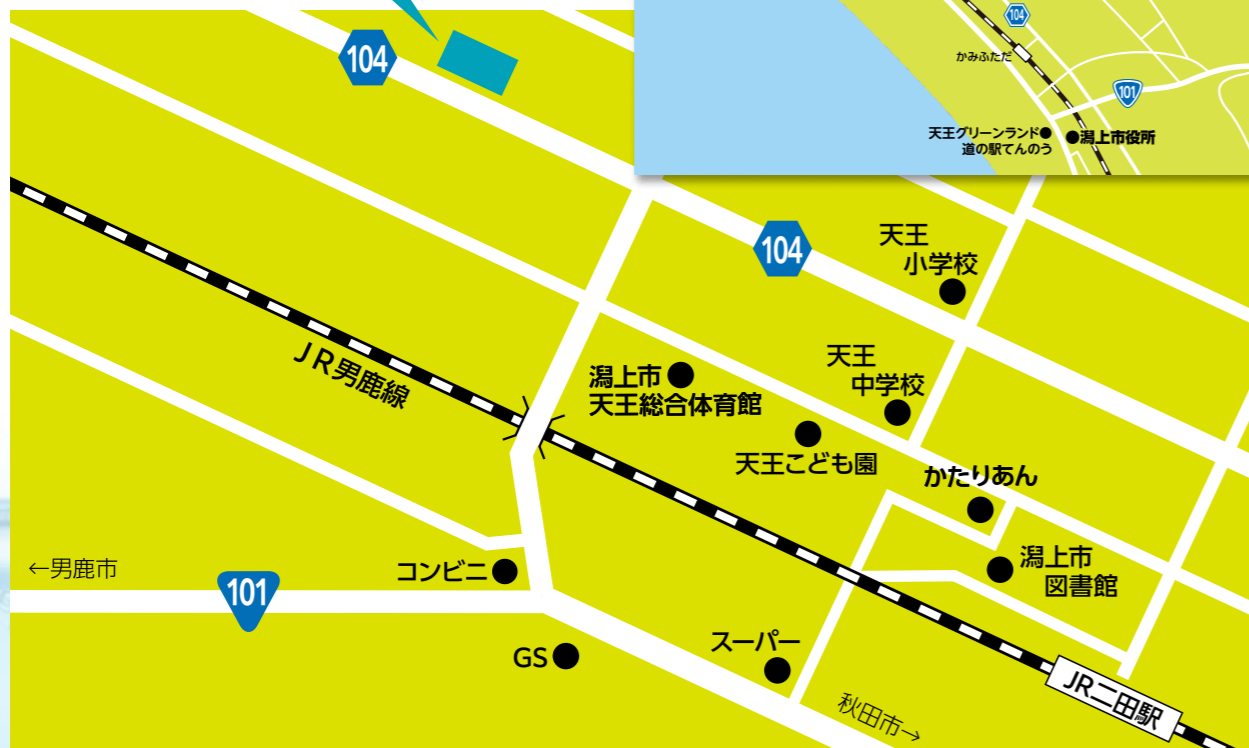 104
104
かみふただ
101
天王グリーンランド
道の駅てんのう
潟上市役所
104
天王
小学校
JR男鹿線
潟上市
天王総合体育館
天王
中学校
天王こども園
かたりあん
潟上市
図書館
←男鹿市
コンビニ
101
GS
スーパー
JR二田駅
秋田市→